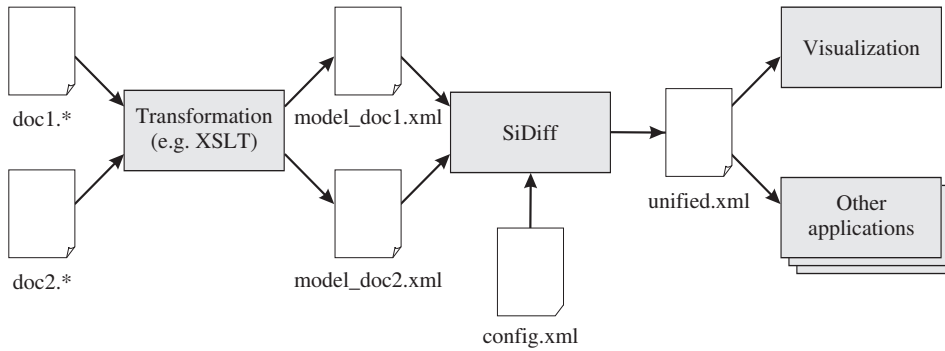 doc1.*
doc2.*
Transformation
(e.g. XSLT)
model_doc1.xml
model_doc2.xml
SiDiff
config.xml
unified.xml
Visualization
Other
applications